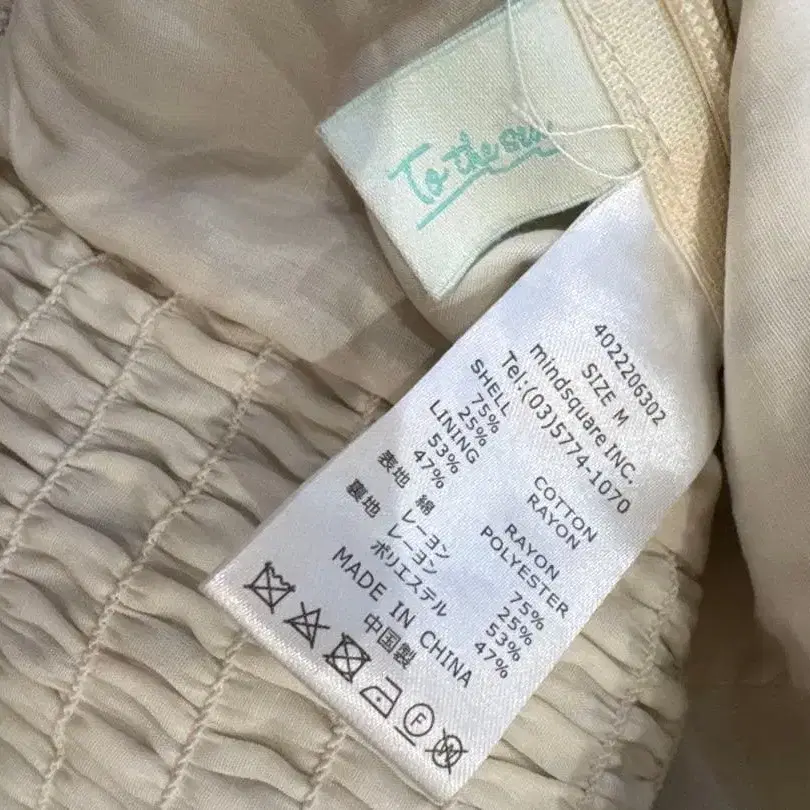 To the sea
4022206302
SIZE M
mindsquareINC.
Tel:(03)5774-1070
SHELL
75% COTTON
25% RAYON
LINING
53% RAYON
47% POLYESTER
表地 綿 75%
レーヨン 25%
裏地 レーヨン 53%
ポリエステル 47%
MADE IN CHINA
中国製
F
W